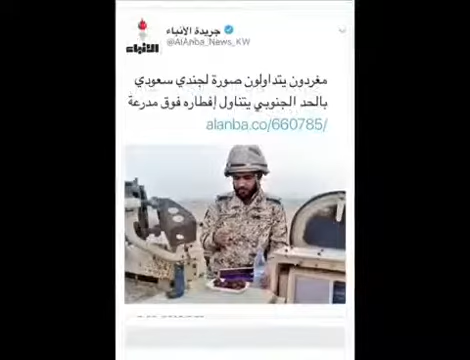 جريدة الأنباء
@AlAnba_News_KW
الأنباء
مغردون يتداولون صورة لجندي سعودي
بالحد الجنوبي يتناول إفطاره فوق مدرعة
alanba.co/660785/